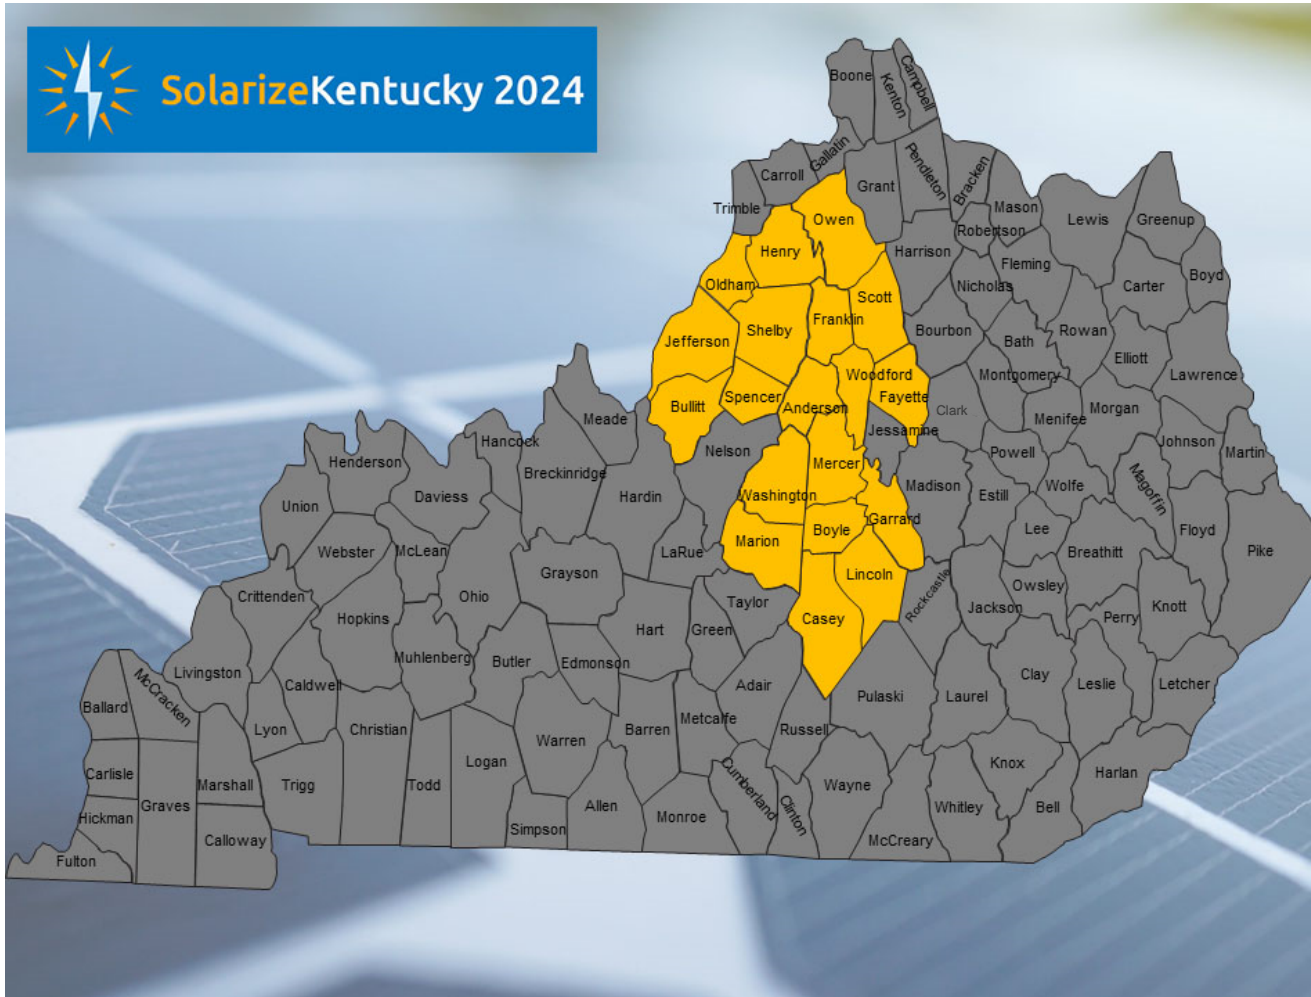 SolarizeKentucky 2024
Boone
Kenton
Campbell
Gallatin
Carroll
Grant
Pendleton
Bracken
Trimble
Owen
Mason
Lewis
Greenup
Robertson
Henry
Harrison
Fleming
Boyd
Oldham
Nicholas
Carter
Scott
Franklin
Shelby
Bourbon
Rowan
Jefferson
Bath
Elliott
Woodford
Montgomery
Lawrence
Spencer
Fayette
Bullitt
Anderson
Clark
Menifee
Morgan
Meade
Jessamine
Hancock
Nelson
Powell
Johnson
Martin
Henderson
Mercer
Breckinridge
Magoffin
Daviess
Hardin
Washington
Madison
Estill
Wolfe
Union
Garrard
Lee
Floyd
Boyle
Marion
Webster
McLean
LaRue
Breathitt
Pike
Grayson
Lincoln
Rockcastle
Owsley
Crittenden
Ohio
Taylor
Jackson
Knott
Hopkins
Casey
Perry
Hart
Green
Muhlenberg
Butler
Edmonson
Livingston
Clay
Caldwell
Adair
Leslie
Letcher
McCracken
Pulaski
Laurel
Ballard
Metcalfe
Lyon
Christian
Barren
Russell
Warren
Logan
Knox
Carlisle
Harlan
Marshall
Trigg
Todd
Wayne
Cumberland
Graves
Allen
Whitley
Bell
Hickman
Monroe
Clinton
Simpson
Calloway
McCreary
Fulton